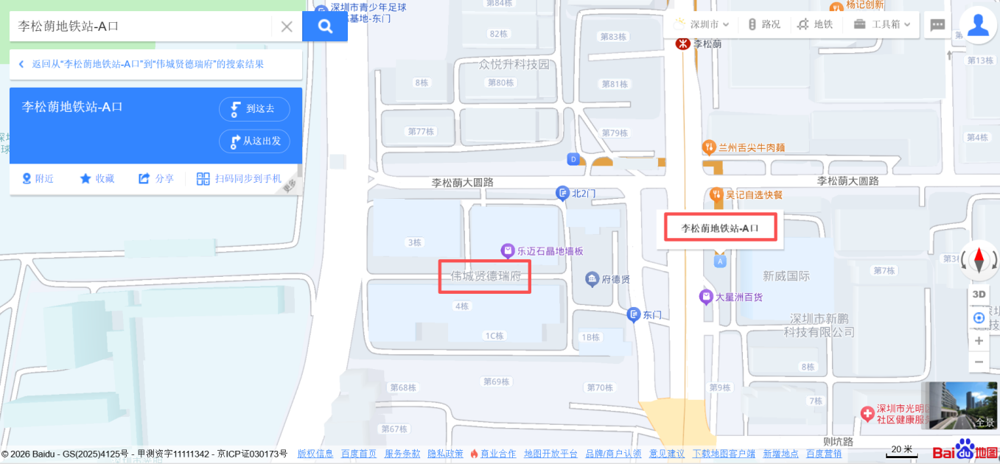 深圳市青少年足球
基地-东门
第84栋
杨记创新
李松蓢地铁站-A口
深圳市
路况
地铁
工具箱
82栋
第83栋
李松蓢
返回从“李松蓢地铁站-A口”到“伟城贤德瑞府”的搜索结果
众悦升科技园
第13栋
8栋
第80栋
第81栋
李松蓢地铁站-A口
到这去
从这出发
第77栋
第79栋
第4栋
兰州舌尖牛肉麺
D
附近
收藏
分享
扫码同步到手机
更多
李松蓢大圆路
李松蓢大圆路
北2门
吴记自选快餐
李松蓢地铁站-A口
3栋
乐迈石晶地墙板
A
伟城贤德瑞府
府德贤
新威国际
第7栋
3D
大星洲百货
4栋
东门
深圳市新鹏
科技有限公司
1C栋
1B栋
8栋
第68栋
第69栋
第70栋
第9栋
7栋
深圳市光明区
社区健康服
全景
第67栋
则坑路
20 米
© 2026 Baidu - GS(2025)4125号 - 甲测资字11111342 - 京ICP证030173号 版权信息 百度首页 服务条款 隐私政策 商业合作 地图开放平台 品牌/商户认领 意见建议 下载地图客户端 新增地点 百度营销
Bai du 地图